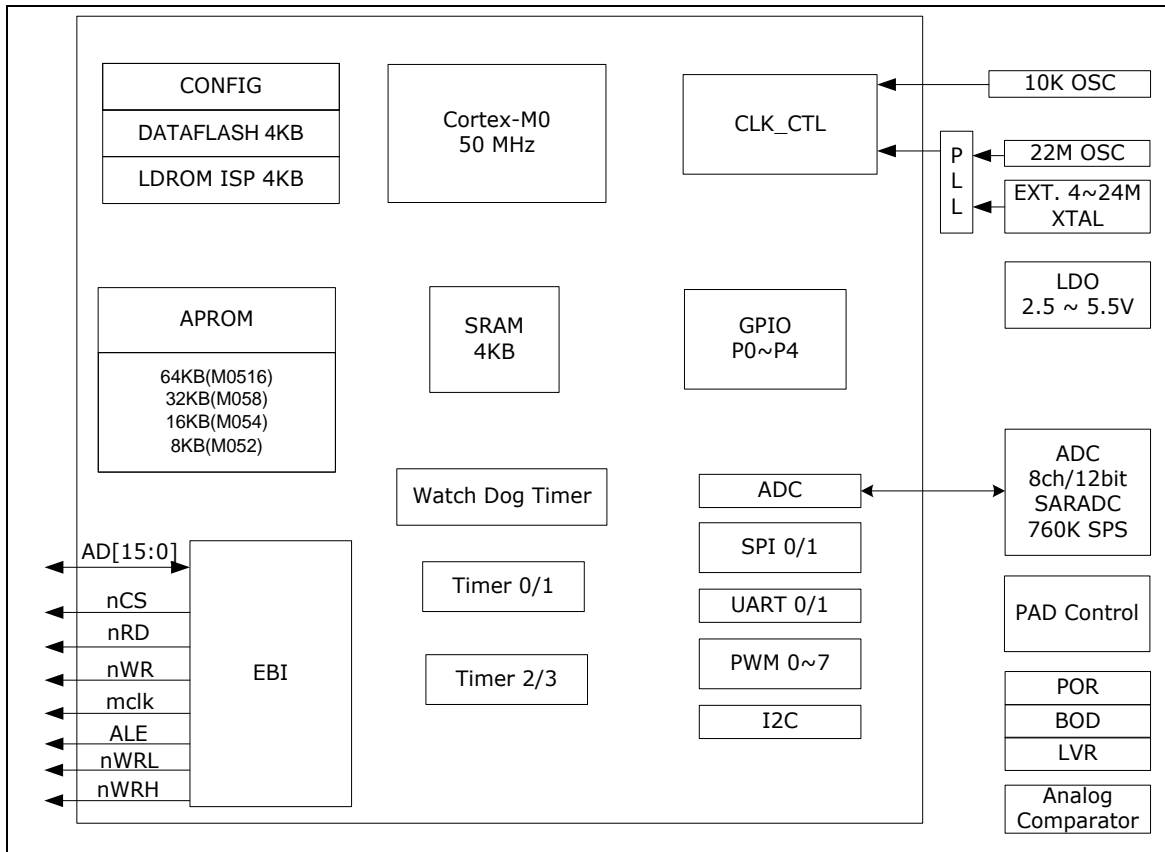 CONFIG
DATAFLASH 4KB
LDROM ISP 4KB
Cortex-M0
50 MHz
CLK_CTL
10K OSC
P
L
L
22M OSC
EXT. 4~24M
XTAL
LDO
2.5 ~ 5.5V
APROM
64KB(M0516)
32KB(M058)
16KB(M054)
8KB(M052)
SRAM
4KB
GPIO
P0~P4
Watch Dog Timer
ADC
ADC
8ch/12bit
SARADC
760K SPS
SPI 0/1
AD[15:0]
nCS
nRD
nWR
mclk
ALE
nWRL
nWRH
EBI
Timer 0/1
Timer 2/3
UART 0/1
PWM 0~7
I2C
PAD Control
POR
BOD
LVR
Analog
Comparator